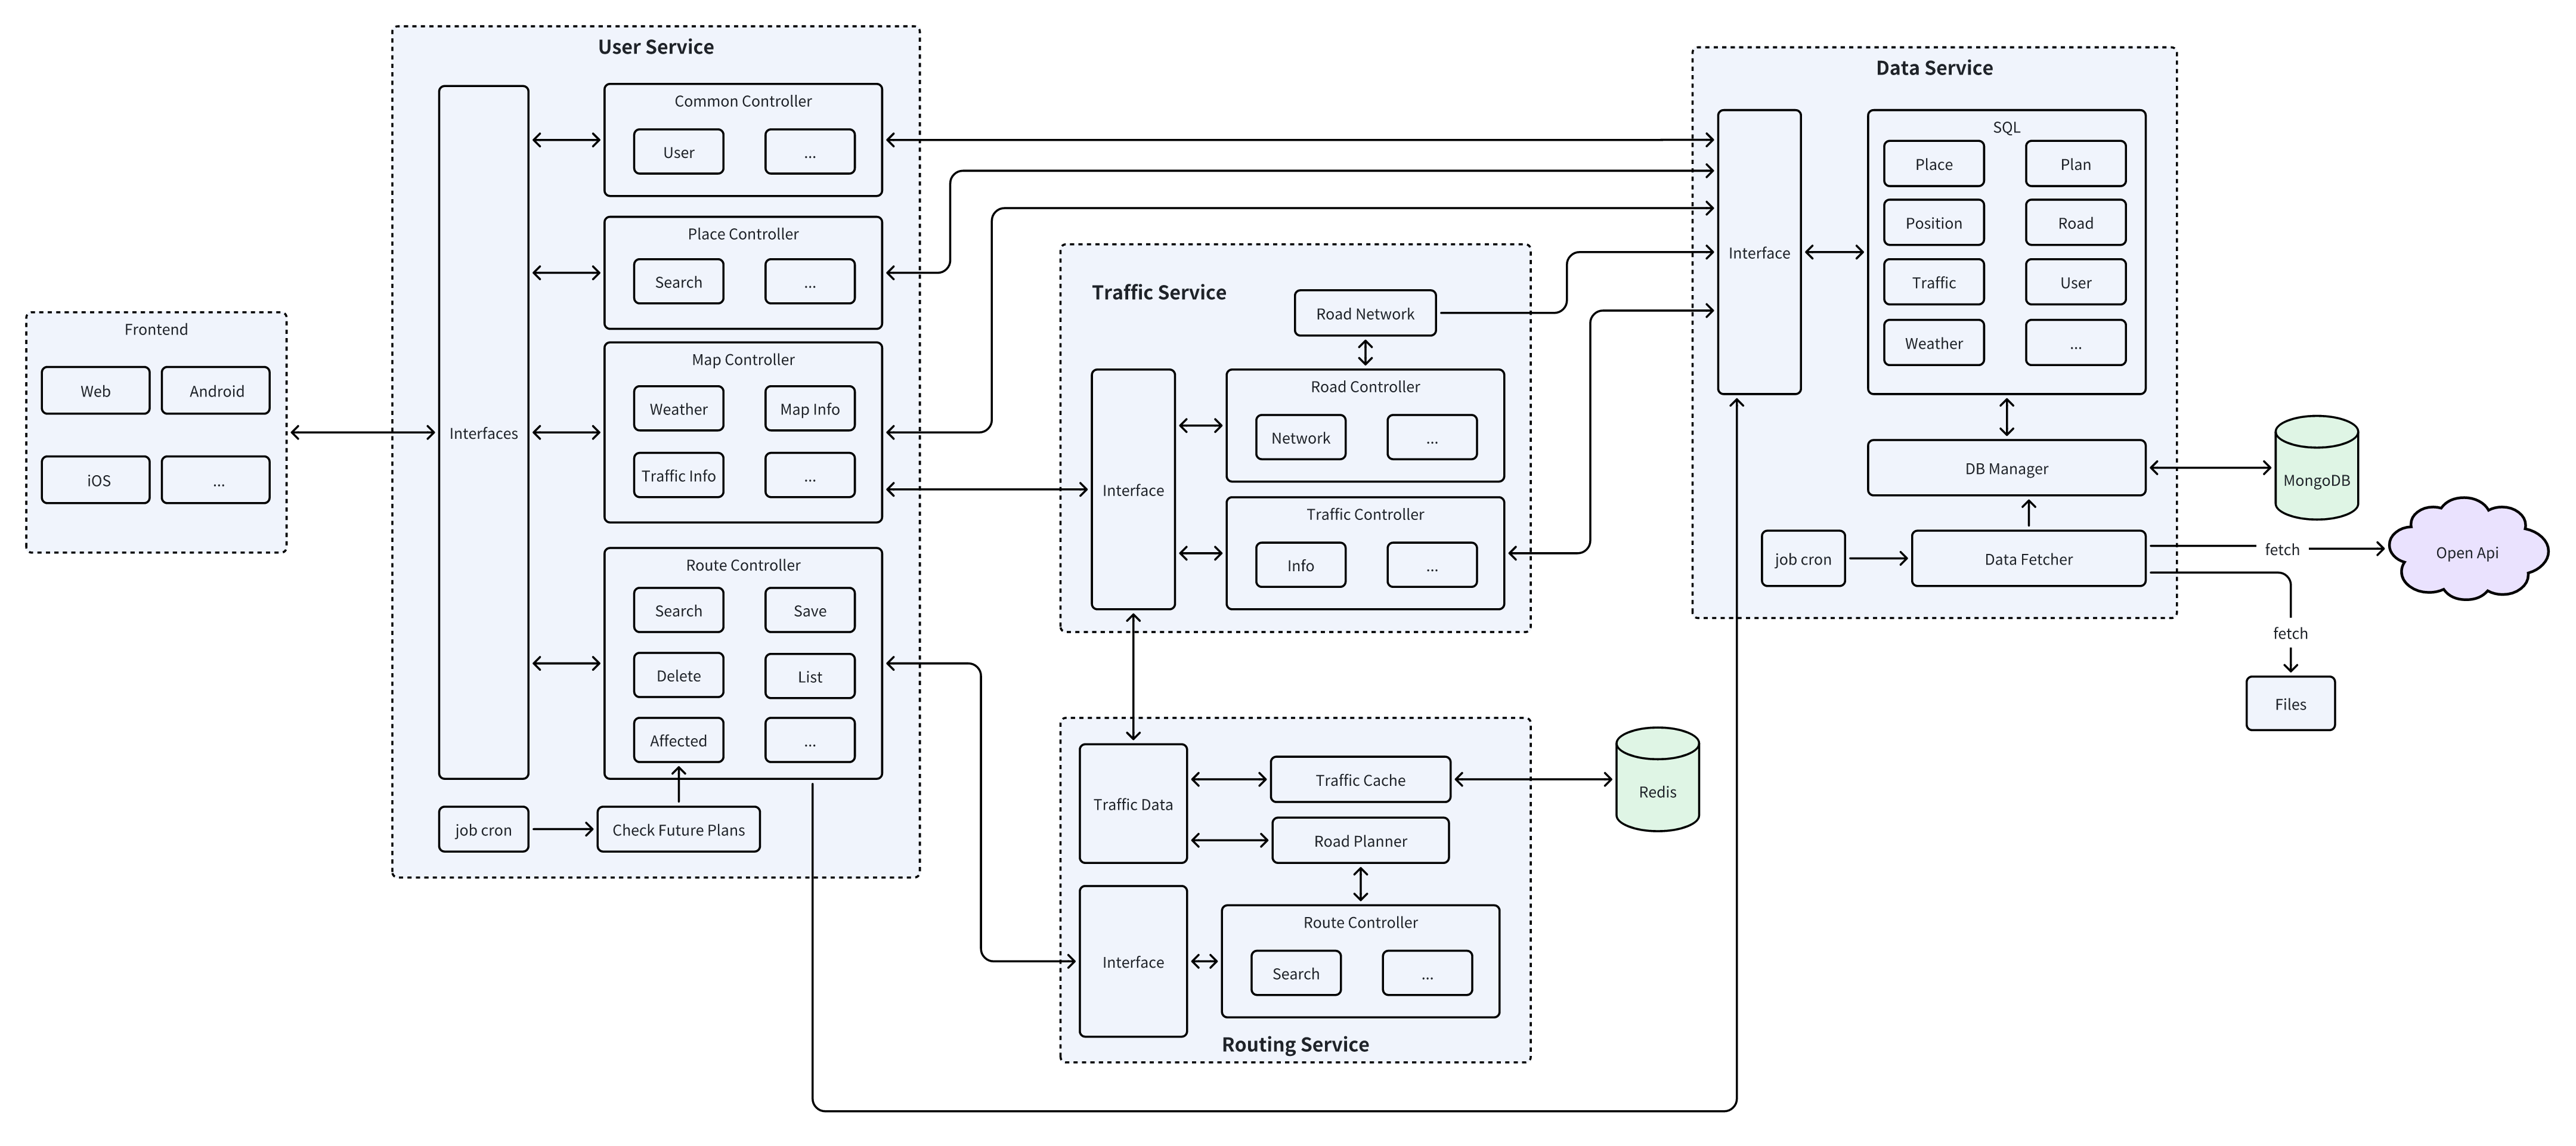 Frontend
Web
Android
iOS
...
User Service
Interfaces
Common Controller
User
...
Place Controller
Search
...
Map Controller
Weather
Map Info
Traffic Info
...
Route Controller
Search
Save
Delete
List
Affected
...
job cron
Check Future Plans
Traffic Service
Road Network
Interface
Road Controller
Network
...
Traffic Controller
Info
...
Traffic Data
Traffic Cache
Road Planner
Interface
Route Controller
Search
...
Routing Service
Redis
Data Service
Interface
SQL
Place
Plan
Position
Road
Traffic
User
Weather
...
DB Manager
job cron
Data Fetcher
MongoDB
fetch
Open Api
fetch
Files